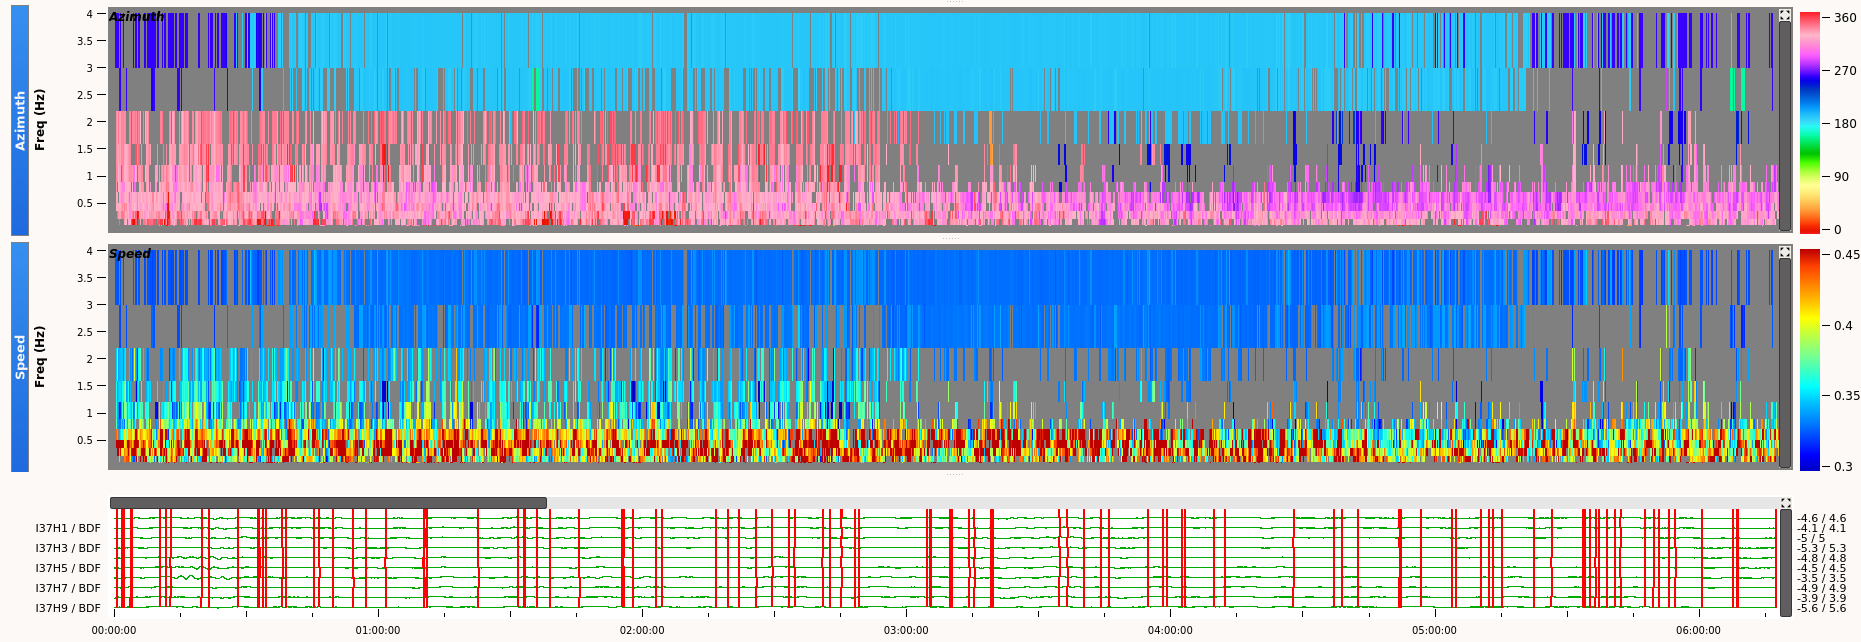 Azimuth
Azimuth
Freq (Hz)
4
3.5
3
2.5
2
1.5
1
0.5
360
270
180
90
0
Speed
Speed
Freq (Hz)
4
3.5
3
2.5
2
1.5
1
0.5
0.45
0.4
0.35
0.3
I37H1 / BDF
I37H3 / BDF
I37H5 / BDF
I37H7 / BDF
I37H9 / BDF
-4.6 / 4.6
-4.1 / 4.1
-5 / 5
-5.3 / 5.3
-4.8 / 4.8
-4.5 / 4.5
-3.5 / 3.5
-4.9 / 4.9
-3.9 / 3.9
-5.6 / 5.6
00:00:00
01:00:00
02:00:00
03:00:00
04:00:00
05:00:00
06:00:00